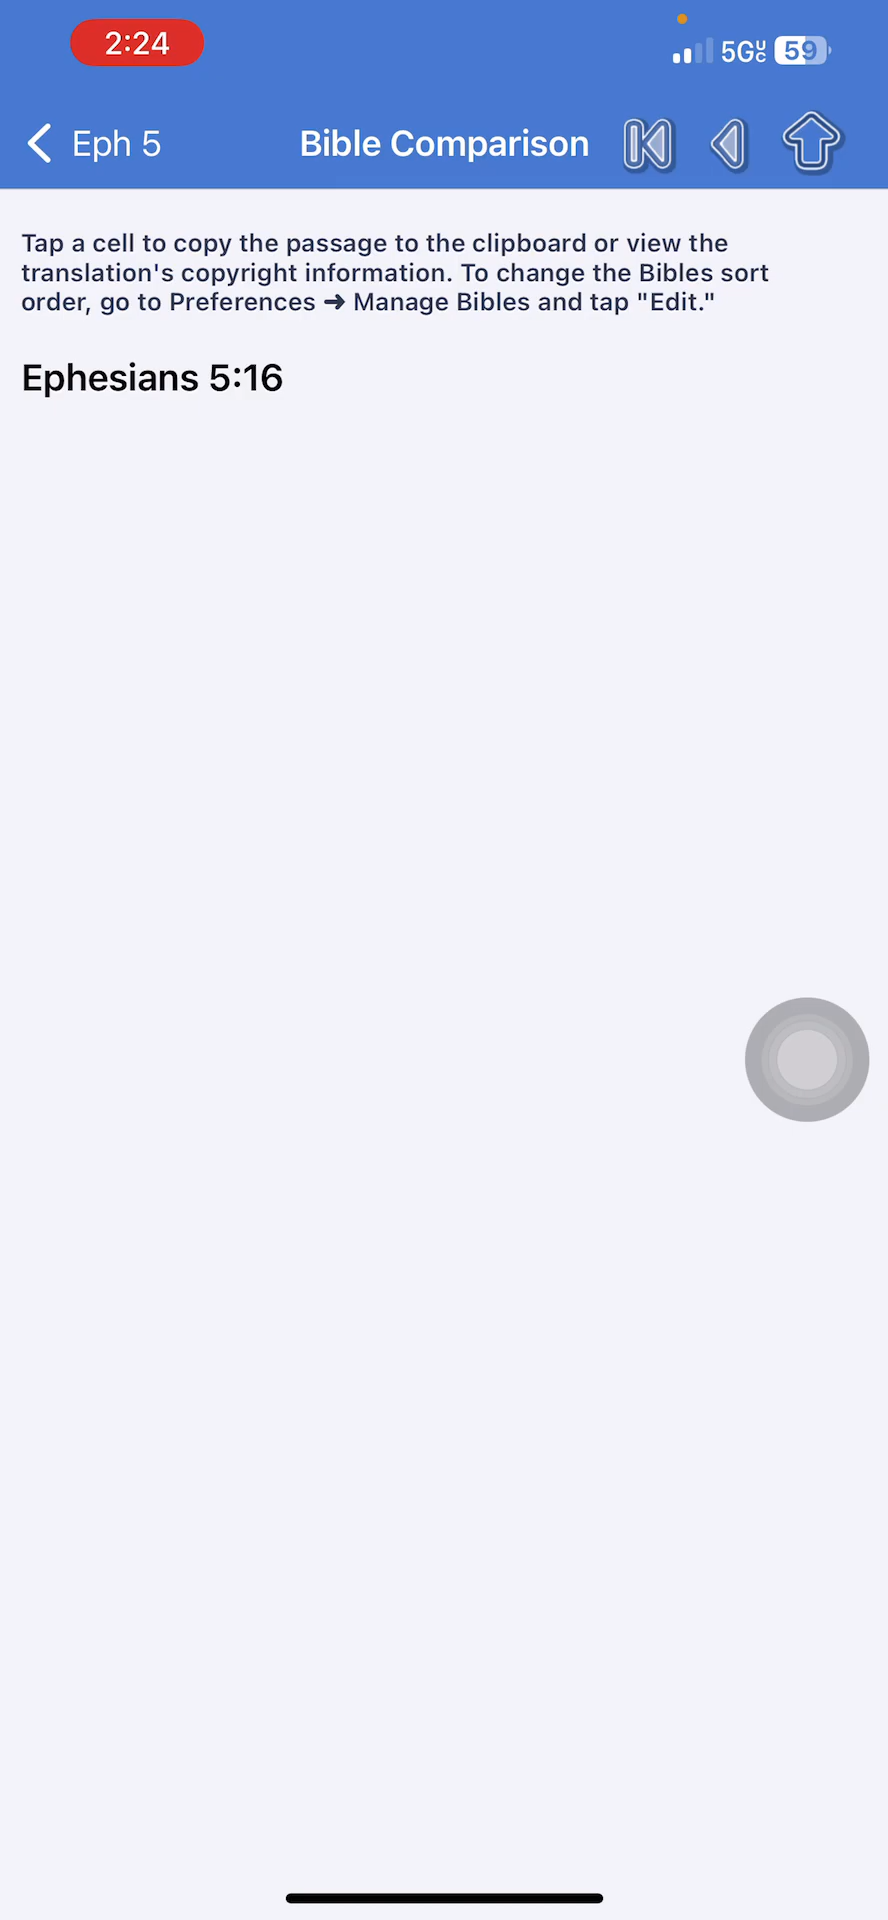 2:24
5GUC 59
Eph 5
Bible Comparison
Tap a cell to copy the passage to the clipboard or view the
translation's copyright information. To change the Bibles sort
order, go to Preferences ➜ Manage Bibles and tap "Edit."
Ephesians 5:16